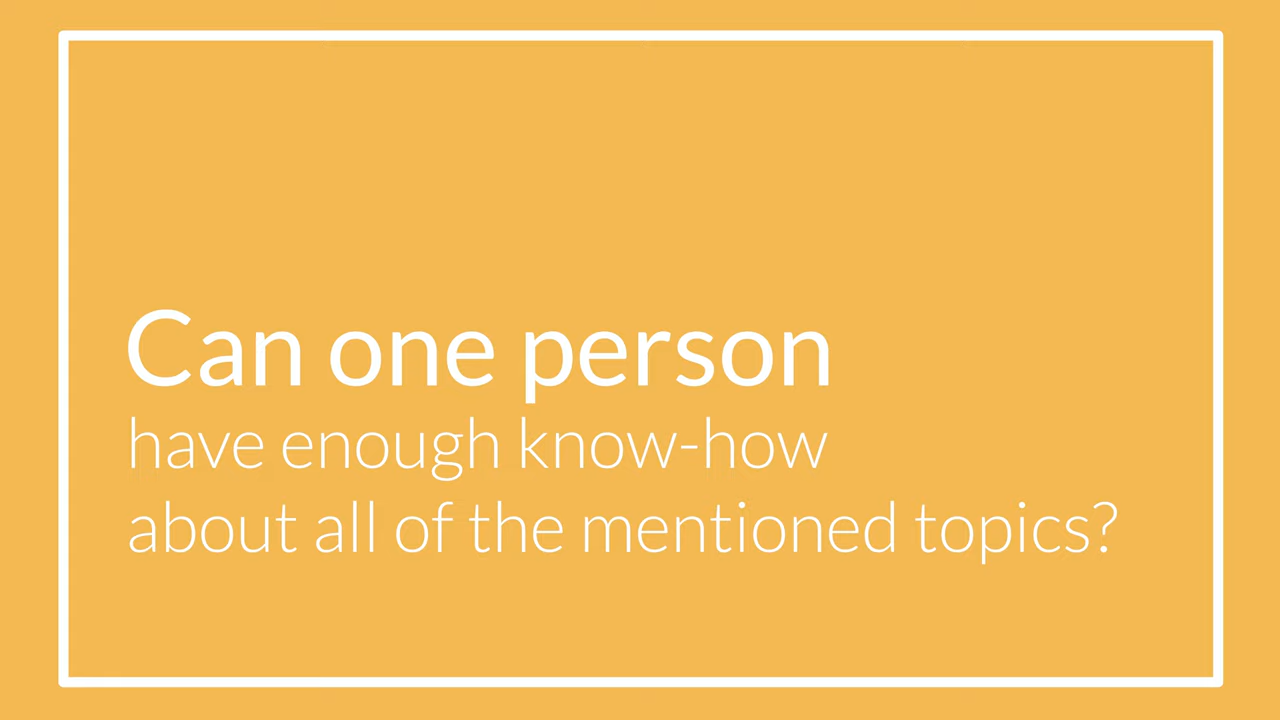 Can one person
have enough know-how
about all of the mentioned topics?